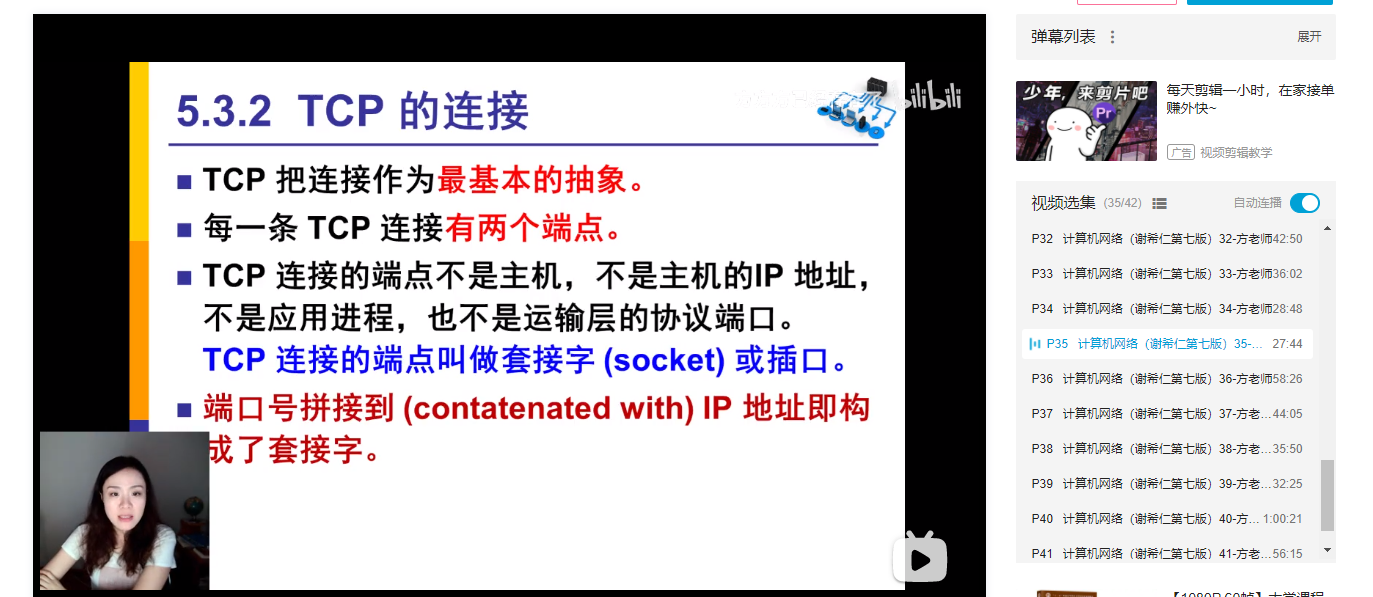 5.3.2 TCP 的连接
bilibili
■ TCP 把连接作为最基本的抽象。
■ 每一条 TCP 连接有两个端点。
■ TCP 连接的端点不是主机，不是主机的IP 地址，
不是应用进程，也不是运输层的协议端口。
TCP 连接的端点叫做套接字 (socket) 或插口。
■ 端口号拼接到 (contatenated with) IP 地址即构
成了套接字。
弹幕列表
展开
少年，来剪片吧
Pr
每天剪辑一小时，在家接单
赚外快~
广告 视频剪辑教学
视频选集 (35/42)
自动连播
P32 计算机网络（谢希仁第七版）32-方老师42:50
P33 计算机网络（谢希仁第七版）33-方老师36:02
P34 计算机网络（谢希仁第七版）34-方老师28:48
P35 计算机网络（谢希仁第七版）35-... 27:44
P36 计算机网络（谢希仁第七版）36-方老师58:26
P37 计算机网络（谢希仁第七版）37-方老...44:05
P38 计算机网络（谢希仁第七版）38-方老...35:50
P39 计算机网络（谢希仁第七版）39-方老...32:25
P40 计算机网络（谢希仁第七版）40-方... 1:00:21
P41 计算机网络（谢希仁第七版）41-方老...56:15